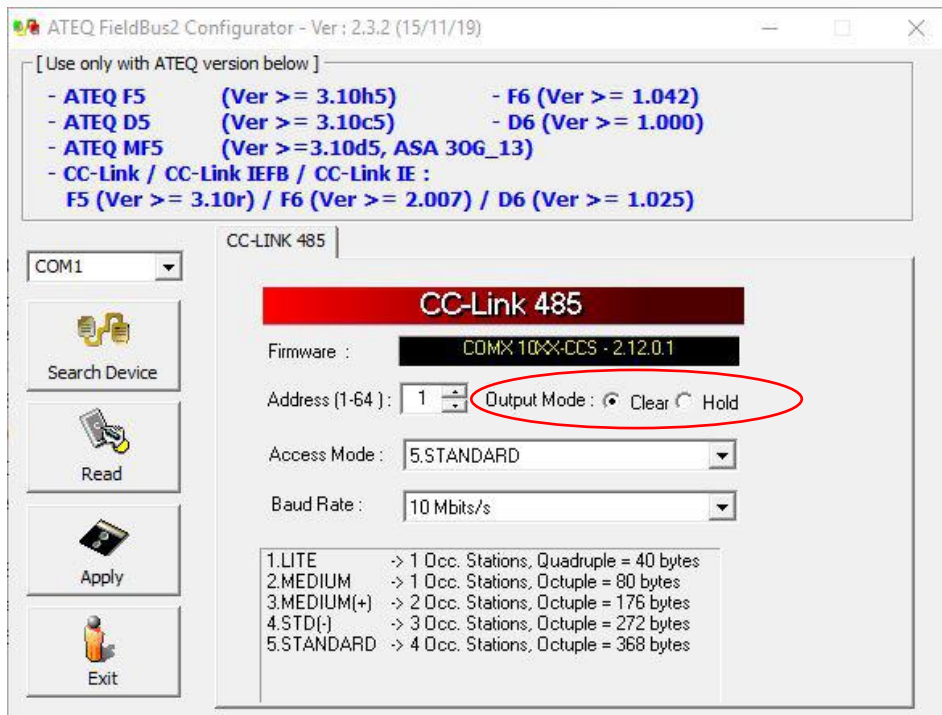 ATEQ FieldBus2 Configurator - Ver : 2.3.2 (15/11/19)
[ Use only with ATEQ version below ]
- ATEQ F5 (Ver >= 3.10h5) - F6 (Ver >= 1.042)
- ATEQ D5 (Ver >= 3.10c5) - D6 (Ver >= 1.000)
- ATEQ MF5 (Ver >=3.10d5, ASA 3OG_13)
- CC-Link / CC-Link IEFB / CC-Link IE :
F5 (Ver >= 3.10r) / F6 (Ver >= 2.007) / D6 (Ver >= 1.025)
COM1
Search Device
Read
Apply
Exit
CC-LINK 485
CC-Link 485
Firmware : COMX 10XX-CCS - 2.12.0.1
Address (1-64 ) : 1 Output Mode : Clear Hold
Access Mode : 5.STANDARD
Baud Rate : 10 Mbits/s
1.LITE -> 1 Occ. Stations, Quadruple = 40 bytes
2.MEDIUM -> 1 Occ. Stations, Octuple = 80 bytes
3.MEDIUM(+) -> 2 Occ. Stations, Octuple = 176 bytes
4.STD(-) -> 3 Occ. Stations, Octuple = 272 bytes
5.STANDARD -> 4 Occ. Stations, Octuple = 368 bytes